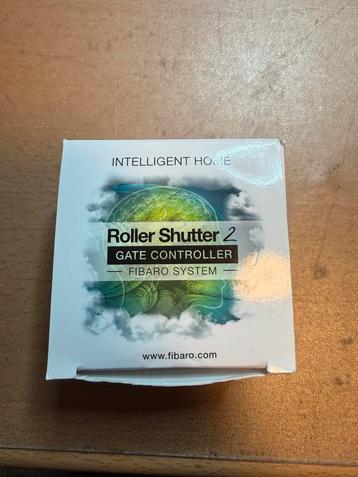 INTELLIGENT HOME
Roller Shutter 2
GATE CONTROLLER
FIBARO SYSTEM
www.fibaro.com